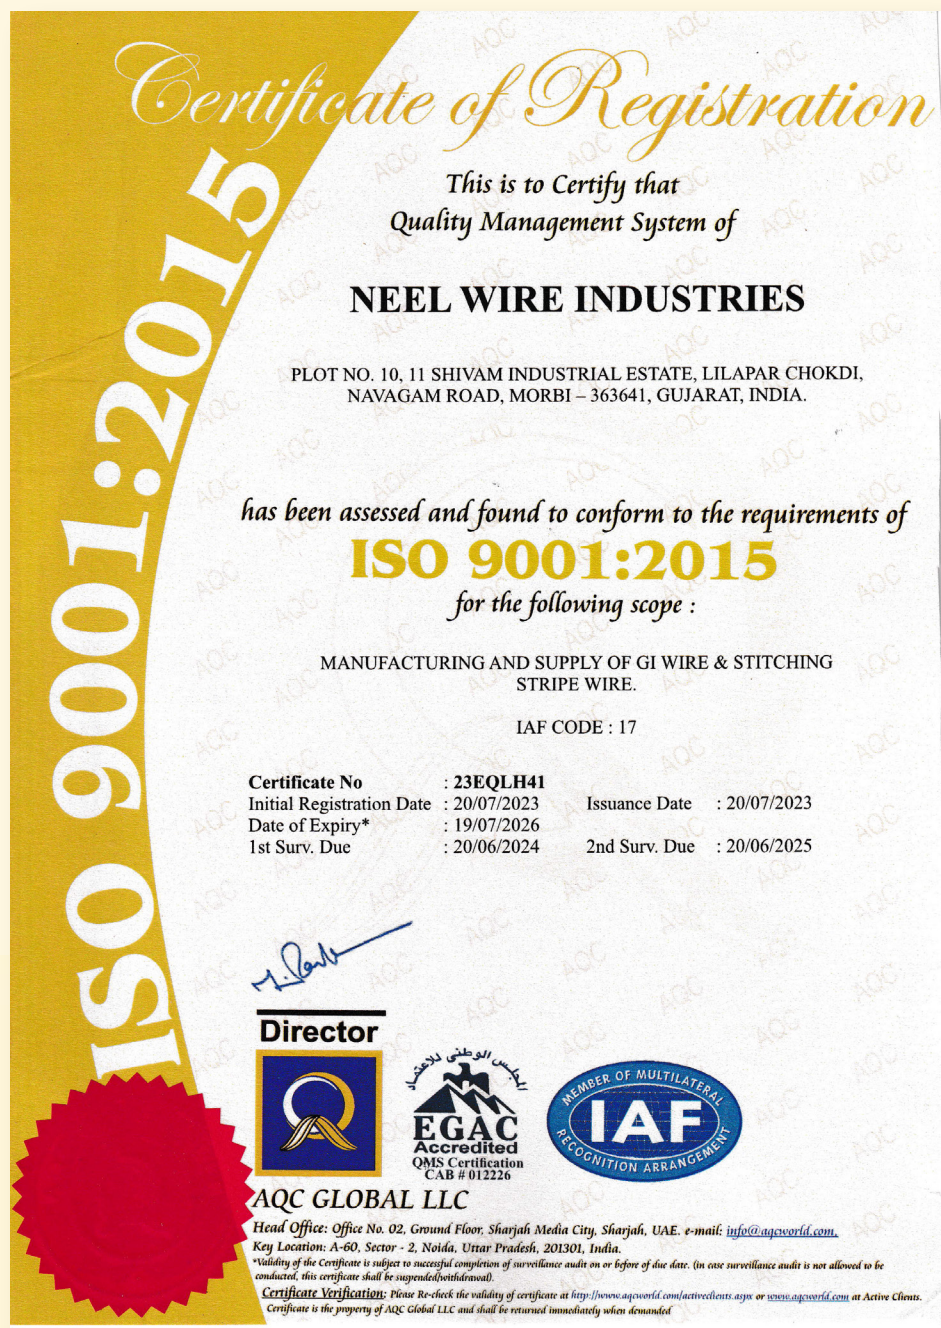 Certificate of Registration
ISO 9001:2015
This is to Certify that
Quality Management System of
NEEL WIRE INDUSTRIES
PLOT NO. 10, 11 SHIVAM INDUSTRIAL ESTATE, LILAPAR CHOKDI,
NAVAGAM ROAD, MORBI – 363641, GUJARAT, INDIA.
has been assessed and found to conform to the requirements of
ISO 9001:2015
for the following scope :
MANUFACTURING AND SUPPLY OF GI WIRE & STITCHING
STRIPE WIRE.
IAF CODE : 17
Certificate No : 23EQLH41
Initial Registration Date : 20/07/2023 Issuance Date : 20/07/2023
Date of Expiry* : 19/07/2026
1st Surv. Due : 20/06/2024 2nd Surv. Due : 20/06/2025
Director
المجلس الوطنى للاعتماد
EGAC
Accredited
QMS Certification
CAB # 012226
MEMBER OF MULTILATERAL
IAF
RECOGNITION ARRANGEMENT
AQC GLOBAL LLC
Head Office: Office No. 02, Ground Floor, Sharjah Media City, Sharjah, UAE. e-mail: info@aqcworld.com,
Key Location: A-60, Sector - 2, Noida, Uttar Pradesh, 201301, India.
*Validity of the Certificate is subject to successful completion of surveillance audit on or before of due date. (in case surveillance audit is not allowed to be
conducted, this certificate shall be suspended/withdrawal).
Certificate Verification: Please Re-check the validity of certificate at http://www.aqcworld.com/activeclients.aspx or www.aqcworld.com at Active Clients.
Certificate is the property of AQC Global LLC and shall be returned immediately when demanded